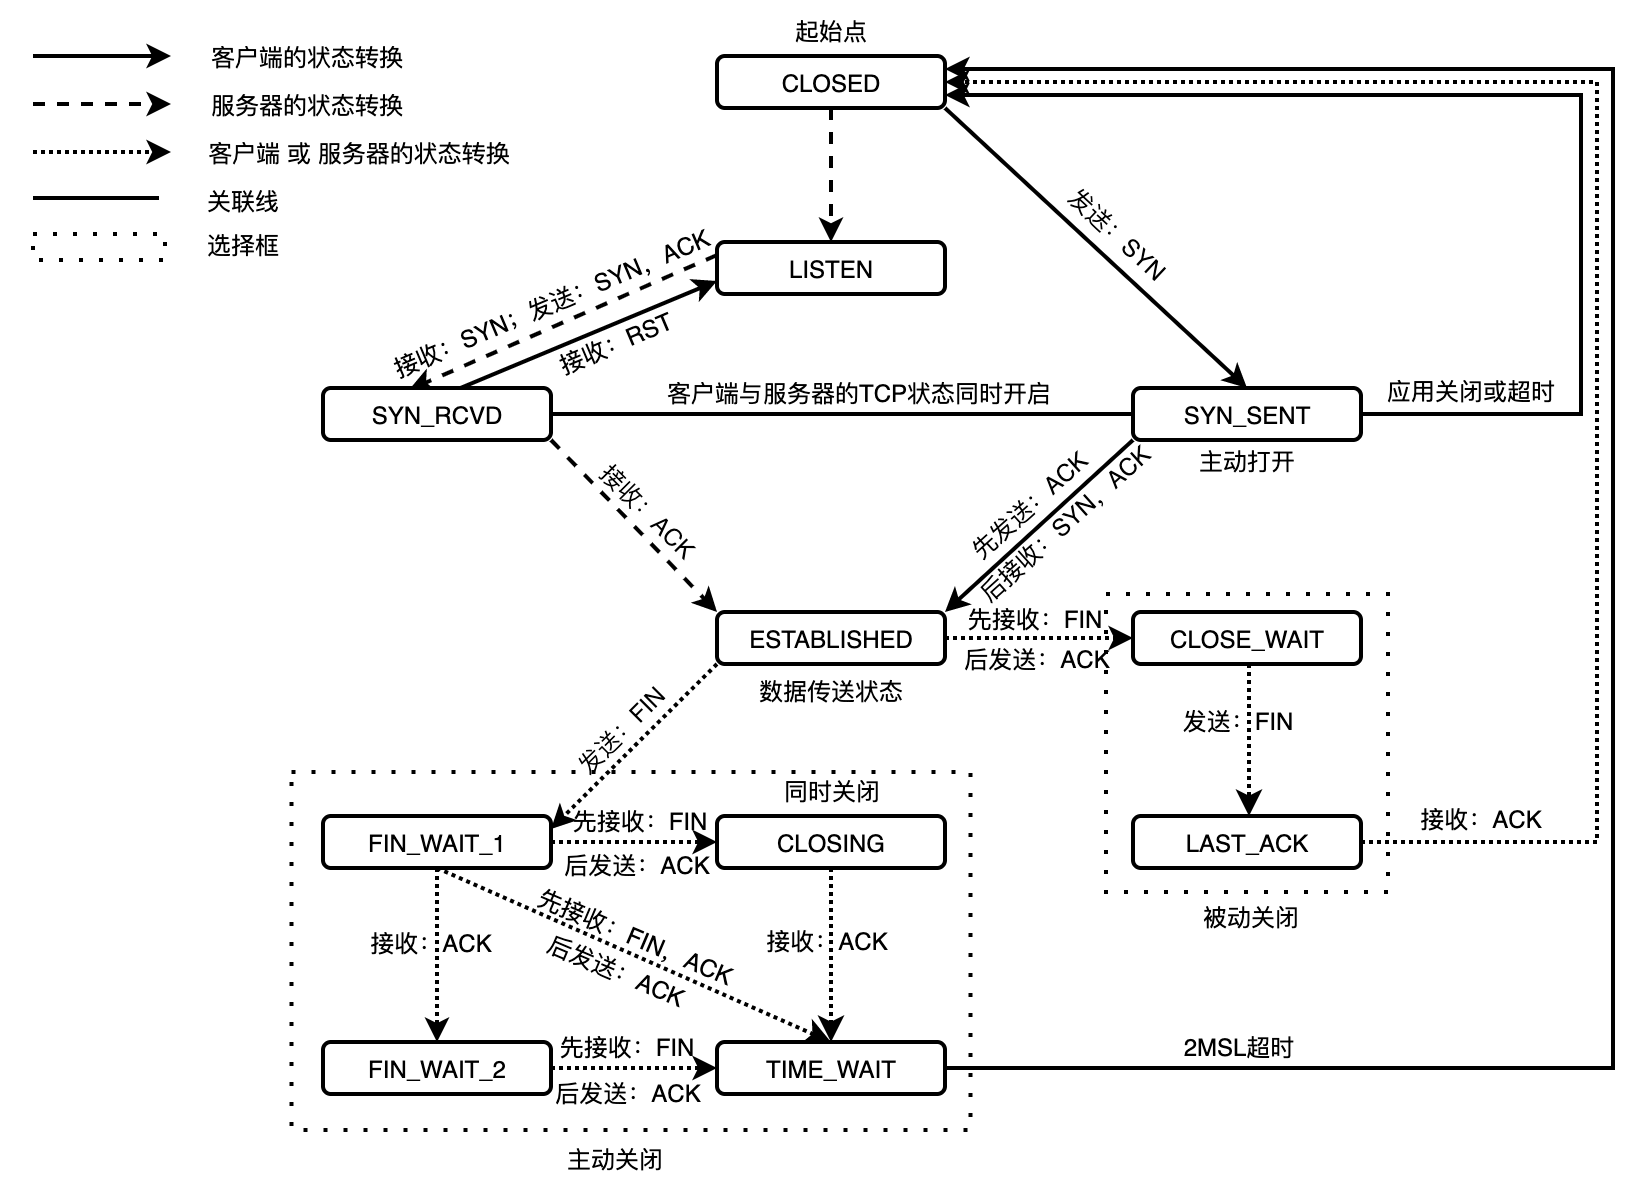 起始点
客户端的状态转换
CLOSED
服务器的状态转换
客户端 或 服务器的状态转换
关联线
选择框
发送：SYN
LISTEN
接收：SYN；发送：SYN，ACK
接收：RST
客户端与服务器的TCP状态同时开启
应用关闭或超时
SYN_RCVD
SYN_SENT
主动打开
接收：ACK
先发送：ACK
后接收：SYN，ACK
ESTABLISHED
先接收：FIN
后发送：ACK
CLOSE_WAIT
数据传送状态
发送：FIN
发送：FIN
同时关闭
FIN_WAIT_1
先接收：FIN
后发送：ACK
CLOSING
LAST_ACK
接收：ACK
被动关闭
接收：ACK
先接收：FIN，ACK
后发送：ACK
接收：ACK
FIN_WAIT_2
先接收：FIN
后发送：ACK
TIME_WAIT
2MSL超时
主动关闭